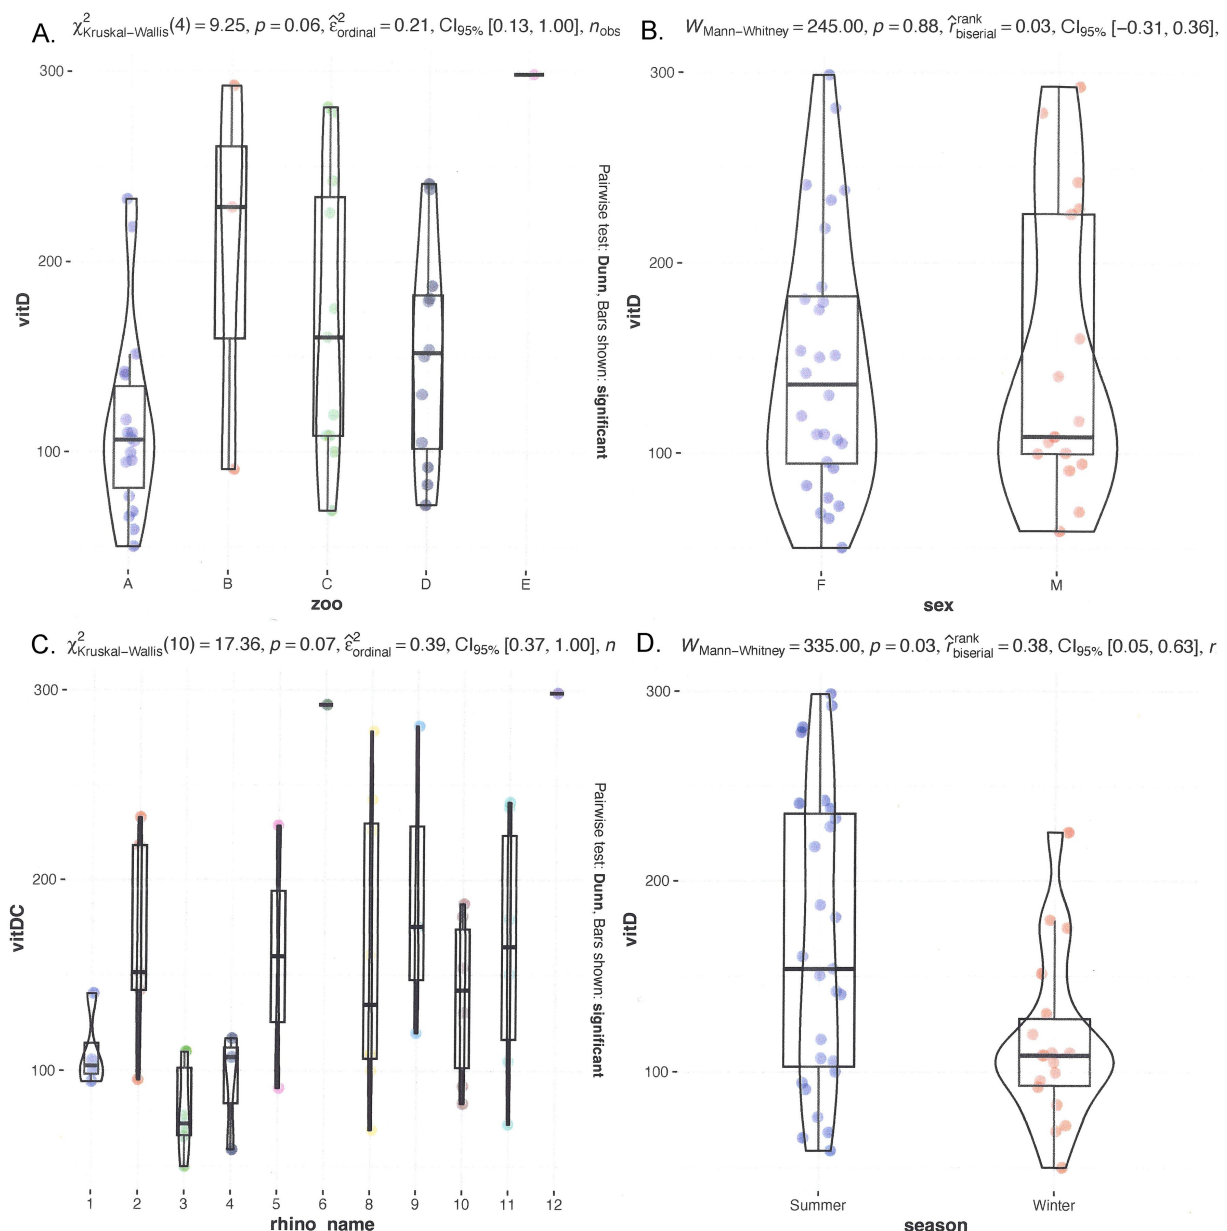 A. χ²Kruskal−Wallis(4) = 9.25, p = 0.06, ε̂²ordinal = 0.21, CI95% [0.13, 1.00], nobs
300
200
100
vitD
A B C D E
zoo
Pairwise test: Dunn, Bars shown: significant
B. WMann−Whitney = 245.00, p = 0.88, r̂rankbiserial = 0.03, CI95% [−0.31, 0.36],
300
200
100
vitD
F M
sex
C. χ²Kruskal−Wallis(10) = 17.36, p = 0.07, ε̂²ordinal = 0.39, CI95% [0.37, 1.00], n
300
200
100
vitDC
1 2 3 4 5 6 8 9 10 11 12
rhino_name
Pairwise test: Dunn, Bars shown: significant
D. WMann−Whitney = 335.00, p = 0.03, r̂rankbiserial = 0.38, CI95% [0.05, 0.63], r
300
200
100
vitD
Summer Winter
season